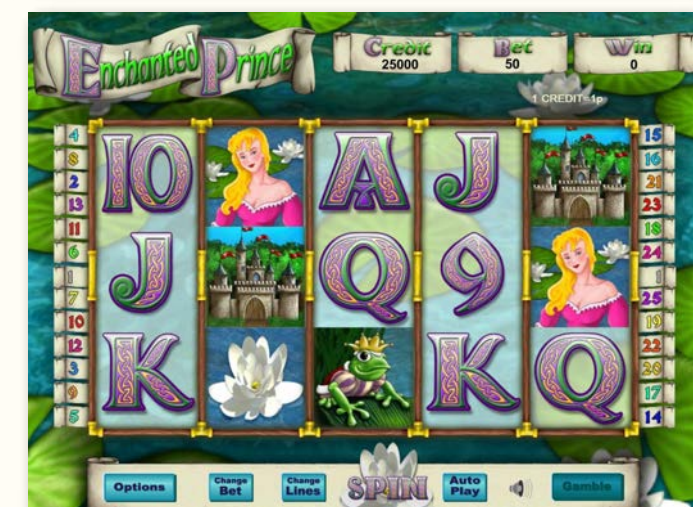 Enchanted Prince
Credit
25000
Bet
50
Win
0
1 CREDIT=1p
4
8
2
13
11
6
1
7
10
12
3
9
5
10
A
J
J
Q
9
K
K
Q
15
16
21
23
18
24
1
25
19
22
20
17
14
Options
Change
Bet
Change
Lines
SPIN
Auto
Play
Gamble